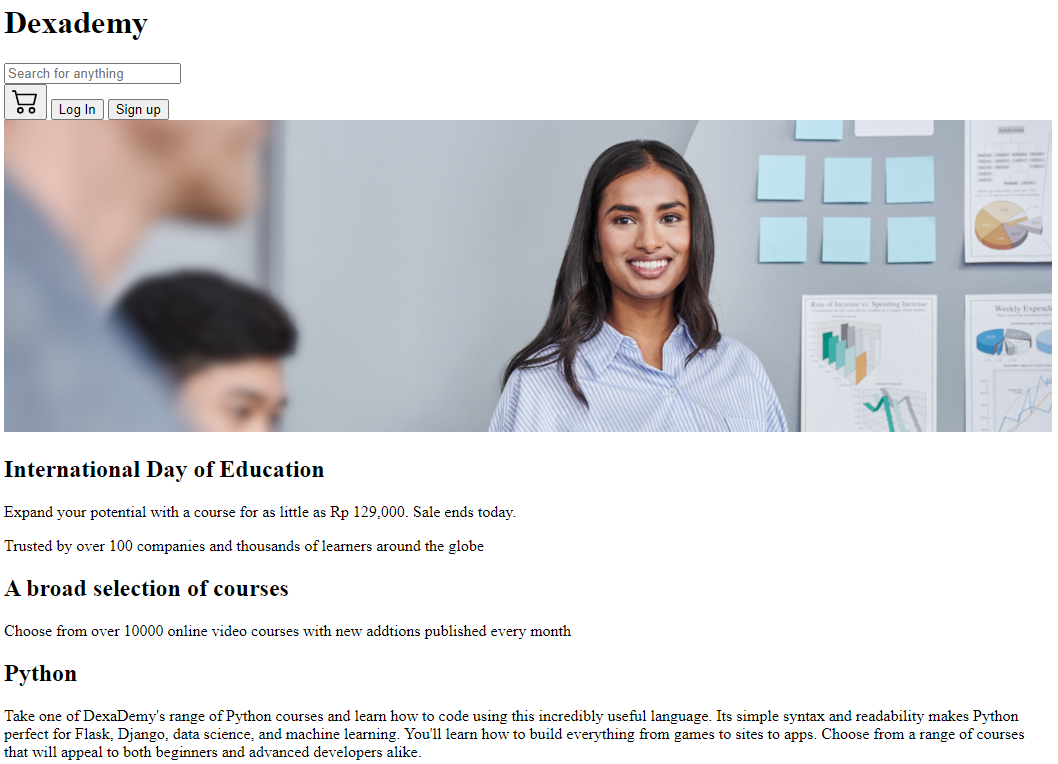 Dexademy
Search for anything
Log In
Sign up
Rate of Increase vs. Spending Increase
Weekly
International Day of Education
Expand your potential with a course for as little as Rp 129,000. Sale ends today.
Trusted by over 100 companies and thousands of learners around the globe
A broad selection of courses
Choose from over 10000 online video courses with new addtions published every month
Python
Take one of DexaDemy's range of Python courses and learn how to code using this incredibly useful language. Its simple syntax and readability makes Python
perfect for Flask, Django, data science, and machine learning. You'll learn how to build everything from games to sites to apps. Choose from a range of courses
that will appeal to both beginners and advanced developers alike.